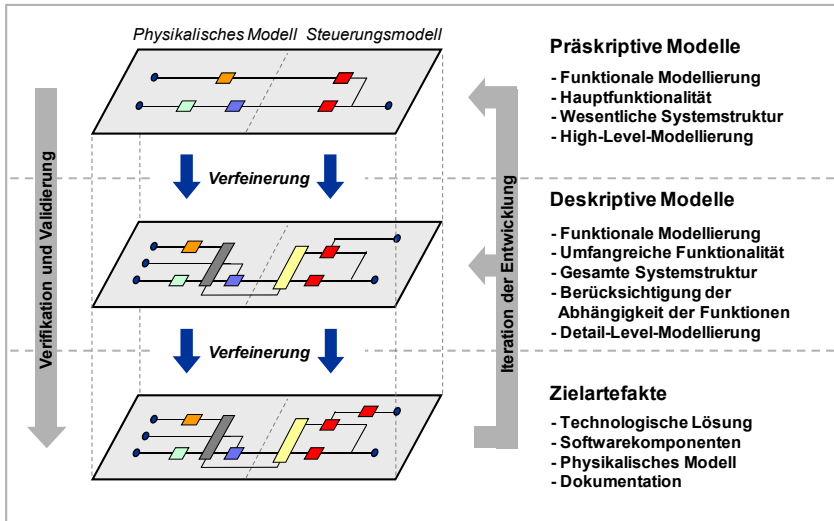 Physikalisches Modell
Steuerungsmodell
Präskriptive Modelle
- Funktionale Modellierung
- Hauptfunktionalität
- Wesentliche Systemstruktur
- High-Level-Modellierung
Verifikation und Validierung
Verfeinerung
Iteration der Entwicklung
Deskriptive Modelle
- Funktionale Modellierung
- Umfangreiche Funktionalität
- Gesamte Systemstruktur
- Berücksichtigung der
Abhängigkeit der Funktionen
- Detail-Level-Modellierung
Verfeinerung
Zielartefakte
- Technologische Lösung
- Softwarekomponenten
- Physikalisches Modell
- Dokumentation